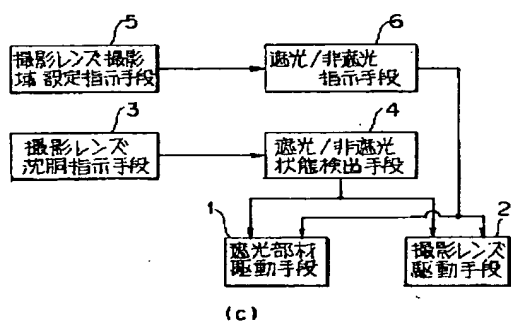 5
撮影レンズ撮影
域 設定指示手段
6
遮光/非遮光
指示手段
3
撮影レンズ
沈胴指示手段
4
遮光/非遮光
状態検出手段
1
遮光部材
駆動手段
2
撮影レンズ
駆動手段
(c)